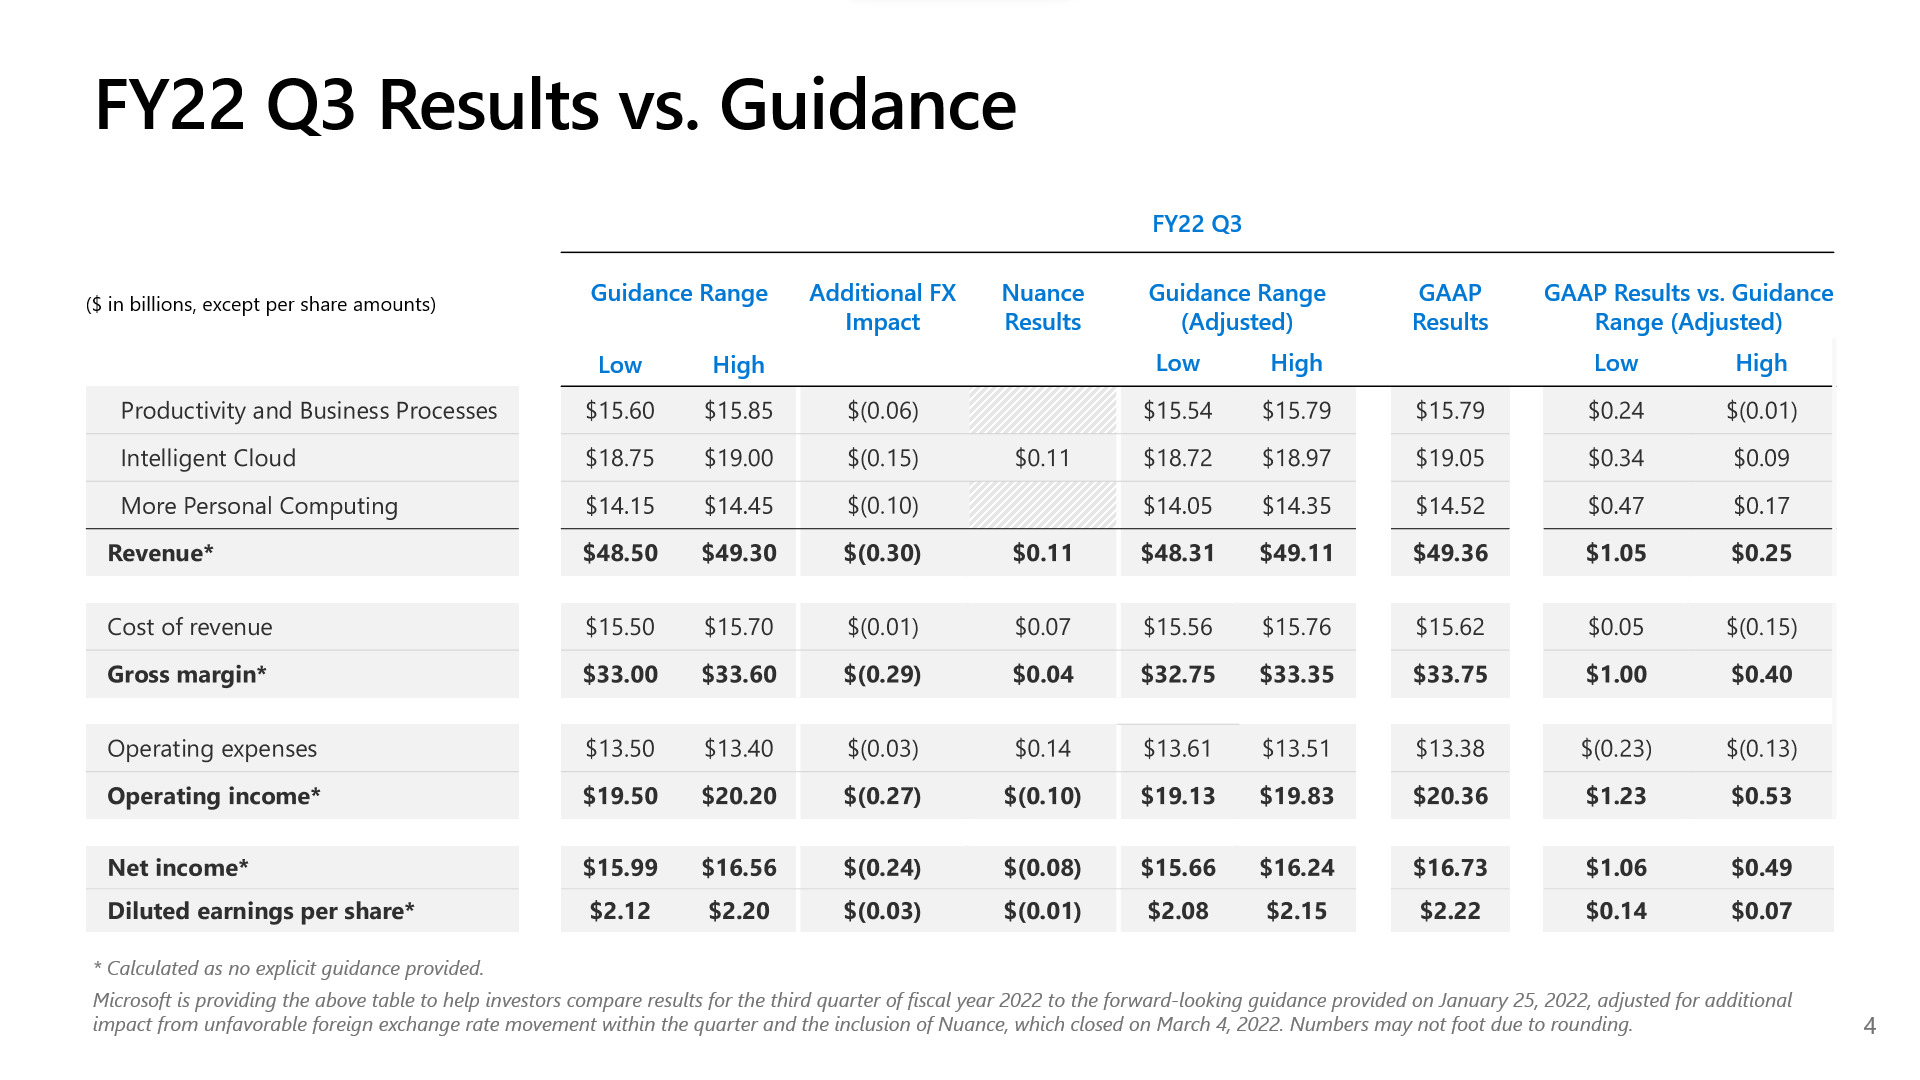 FY22 Q3 Results vs. Guidance
FY22 Q3
($ in billions, except per share amounts)
Guidance Range
Additional FX
Impact
Nuance
Results
Guidance Range
(Adjusted)
GAAP
Results
GAAP Results vs. Guidance
Range (Adjusted)
Low High Low High Low High
Productivity and Business Processes $15.60 $15.85 $(0.06) $15.54 $15.79 $15.79 $0.24 $(0.01)
Intelligent Cloud $18.75 $19.00 $(0.15) $0.11 $18.72 $18.97 $19.05 $0.34 $0.09
More Personal Computing $14.15 $14.45 $(0.10) $14.05 $14.35 $14.52 $0.47 $0.17
Revenue* $48.50 $49.30 $(0.30) $0.11 $48.31 $49.11 $49.36 $1.05 $0.25
Cost of revenue $15.50 $15.70 $(0.01) $0.07 $15.56 $15.76 $15.62 $0.05 $(0.15)
Gross margin* $33.00 $33.60 $(0.29) $0.04 $32.75 $33.35 $33.75 $1.00 $0.40
Operating expenses $13.50 $13.40 $(0.03) $0.14 $13.61 $13.51 $13.38 $(0.23) $(0.13)
Operating income* $19.50 $20.20 $(0.27) $(0.10) $19.13 $19.83 $20.36 $1.23 $0.53
Net income* $15.99 $16.56 $(0.24) $(0.08) $15.66 $16.24 $16.73 $1.06 $0.49
Diluted earnings per share* $2.12 $2.20 $(0.03) $(0.01) $2.08 $2.15 $2.22 $0.14 $0.07
* Calculated as no explicit guidance provided.
Microsoft is providing the above table to help investors compare results for the third quarter of fiscal year 2022 to the forward-looking guidance provided on January 25, 2022, adjusted for additional
impact from unfavorable foreign exchange rate movement within the quarter and the inclusion of Nuance, which closed on March 4, 2022. Numbers may not foot due to rounding.
4